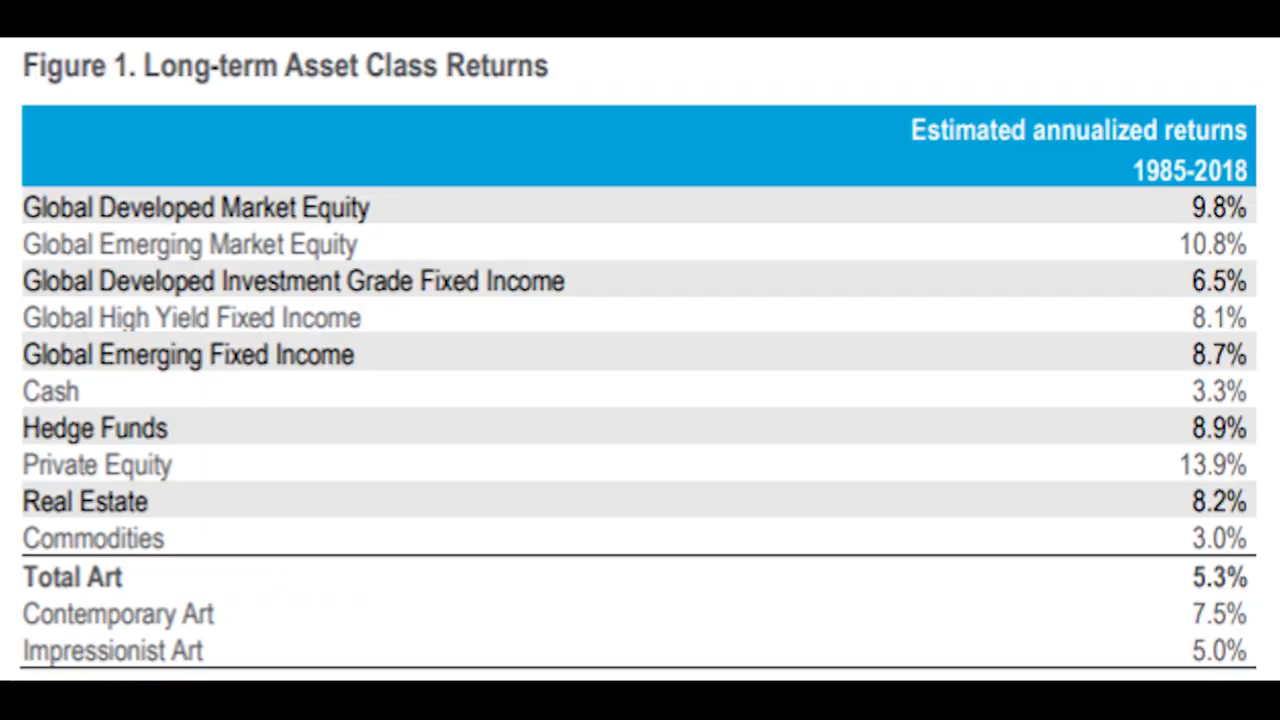 Figure 1. Long-term Asset Class Returns
Estimated annualized returns
1985-2018
Global Developed Market Equity 9.8%
Global Emerging Market Equity 10.8%
Global Developed Investment Grade Fixed Income 6.5%
Global High Yield Fixed Income 8.1%
Global Emerging Fixed Income 8.7%
Cash 3.3%
Hedge Funds 8.9%
Private Equity 13.9%
Real Estate 8.2%
Commodities 3.0%
Total Art 5.3%
Contemporary Art 7.5%
Impressionist Art 5.0%